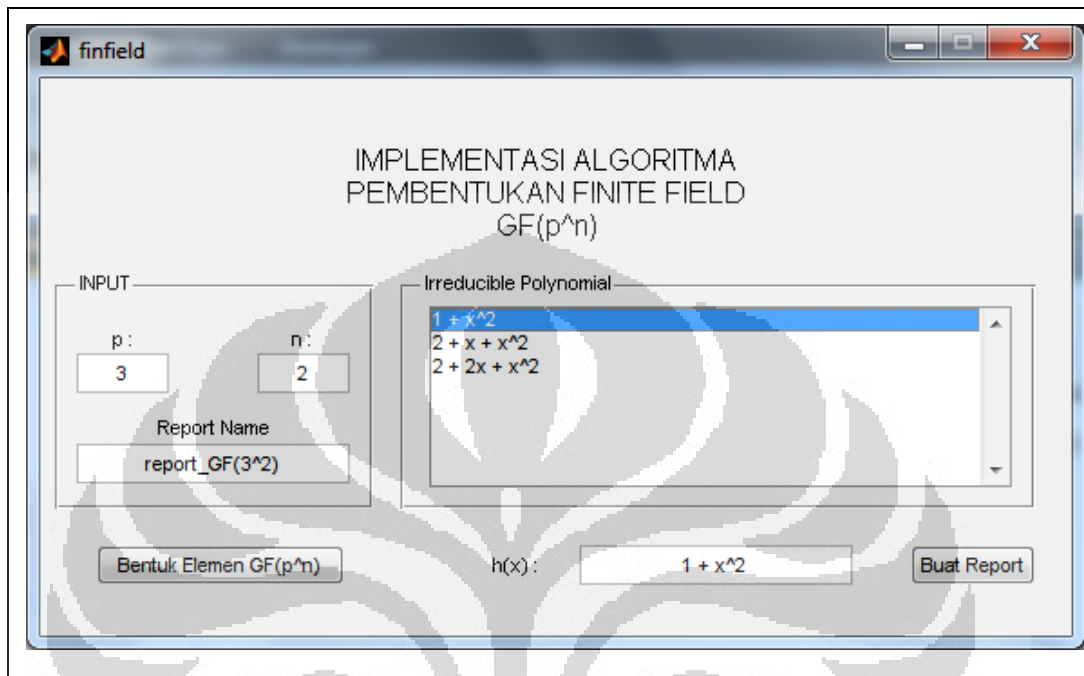 finfield
IMPLEMENTASI ALGORITMA
PEMBENTUKAN FINITE FIELD
GF(p^n)
INPUT
p :
n :
3
2
Report Name
report_GF(3^2)
Irreducible Polynomial
1 + x^2
2 + x + x^2
2 + 2x + x^2
Bentuk Elemen GF(p^n)
h(x) :
1 + x^2
Buat Report